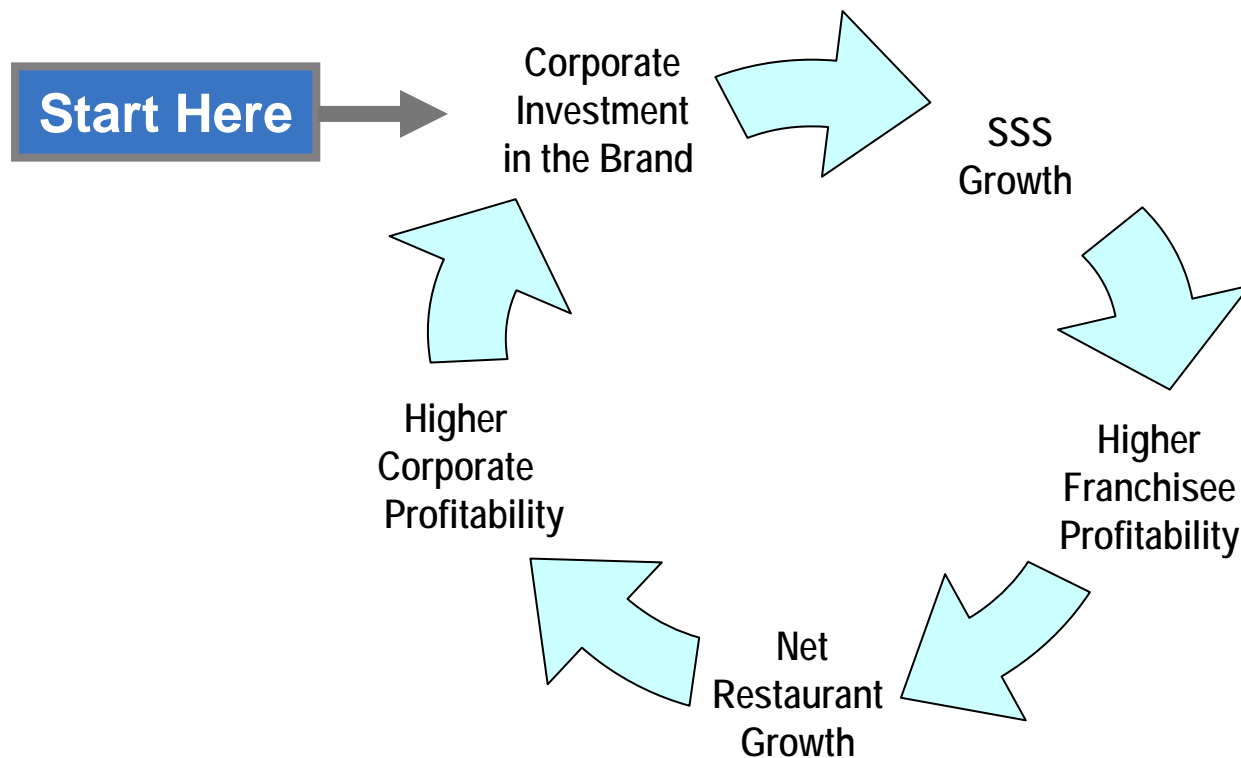 Start Here
Corporate
Investment
in the Brand
SSS
Growth
Higher
Franchisee
Profitability
Net
Restaurant
Growth
Higher
Corporate
Profitability